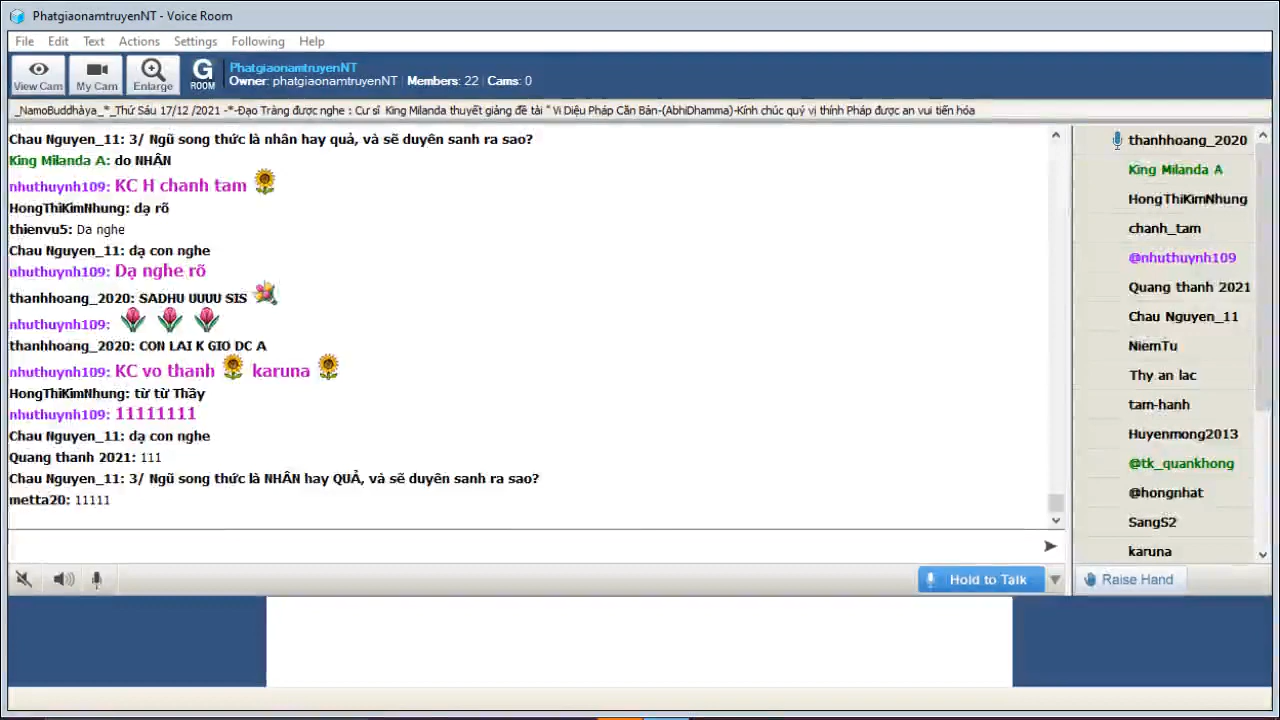 PhatgiaonamtruyenNT - Voice Room
File Edit Text Actions Settings Following Help
View Cam My Cam Enlarge G ROOM
PhatgiaonamtruyenNT
Owner: phatgiaonamtruyenNT Members: 22 Cams: 0
_NamoBuddhàya_*_Thứ Sáu 17/12 /2021 -*-Đạo Tràng được nghe : Cư sĩ King Milanda thuyết giảng đề tài " Vi Diệu Pháp Căn Bản-(AbhiDhamma)-Kính chúc quý vị thính Pháp được an vui tiến hóa
Chau Nguyen_11: 3/ Ngũ song thức là nhân hay quả, và sẽ duyên sanh ra sao?
King Milanda A: do NHÂN
nhuthuynh109: KC H chanh tam
HongThiKimNhung: dạ rõ
thienvu5: Da nghe
Chau Nguyen_11: dạ con nghe
nhuthuynh109: Dạ nghe rõ
thanhhoang_2020: SADHU UUUU SIS
nhuthuynh109:
thanhhoang_2020: CON LAI K GIO DC A
nhuthuynh109: KC vo thanh karuna
HongThiKimNhung: từ từ Thầy
nhuthuynh109: 11111111
Chau Nguyen_11: dạ con nghe
Quang thanh 2021: 111
Chau Nguyen_11: 3/ Ngũ song thức là NHÂN hay QUẢ, và sẽ duyên sanh ra sao?
metta20: 11111
thanhhoang_2020
King Milanda A
HongThiKimNhung
chanh_tam
@nhuthuynh109
Quang thanh 2021
Chau Nguyen_11
NiemTu
Thy an lac
tam-hanh
Huyenmong2013
@tk_quankhong
@hongnhat
SangS2
karuna
Hold to Talk
Raise Hand